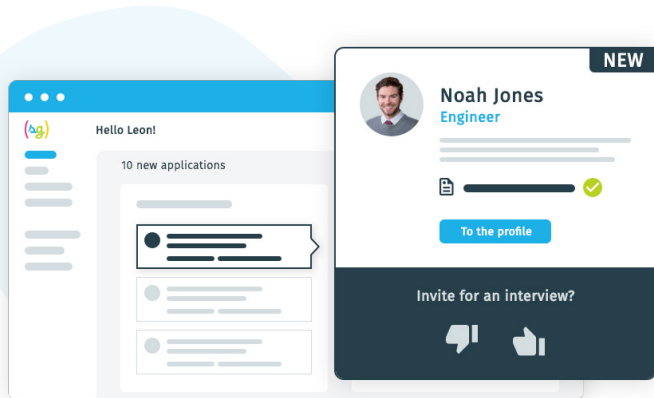 (sg)
Hello Leon!
10 new applications
NEW
Noah Jones
Engineer
To the profile
Invite for an interview?